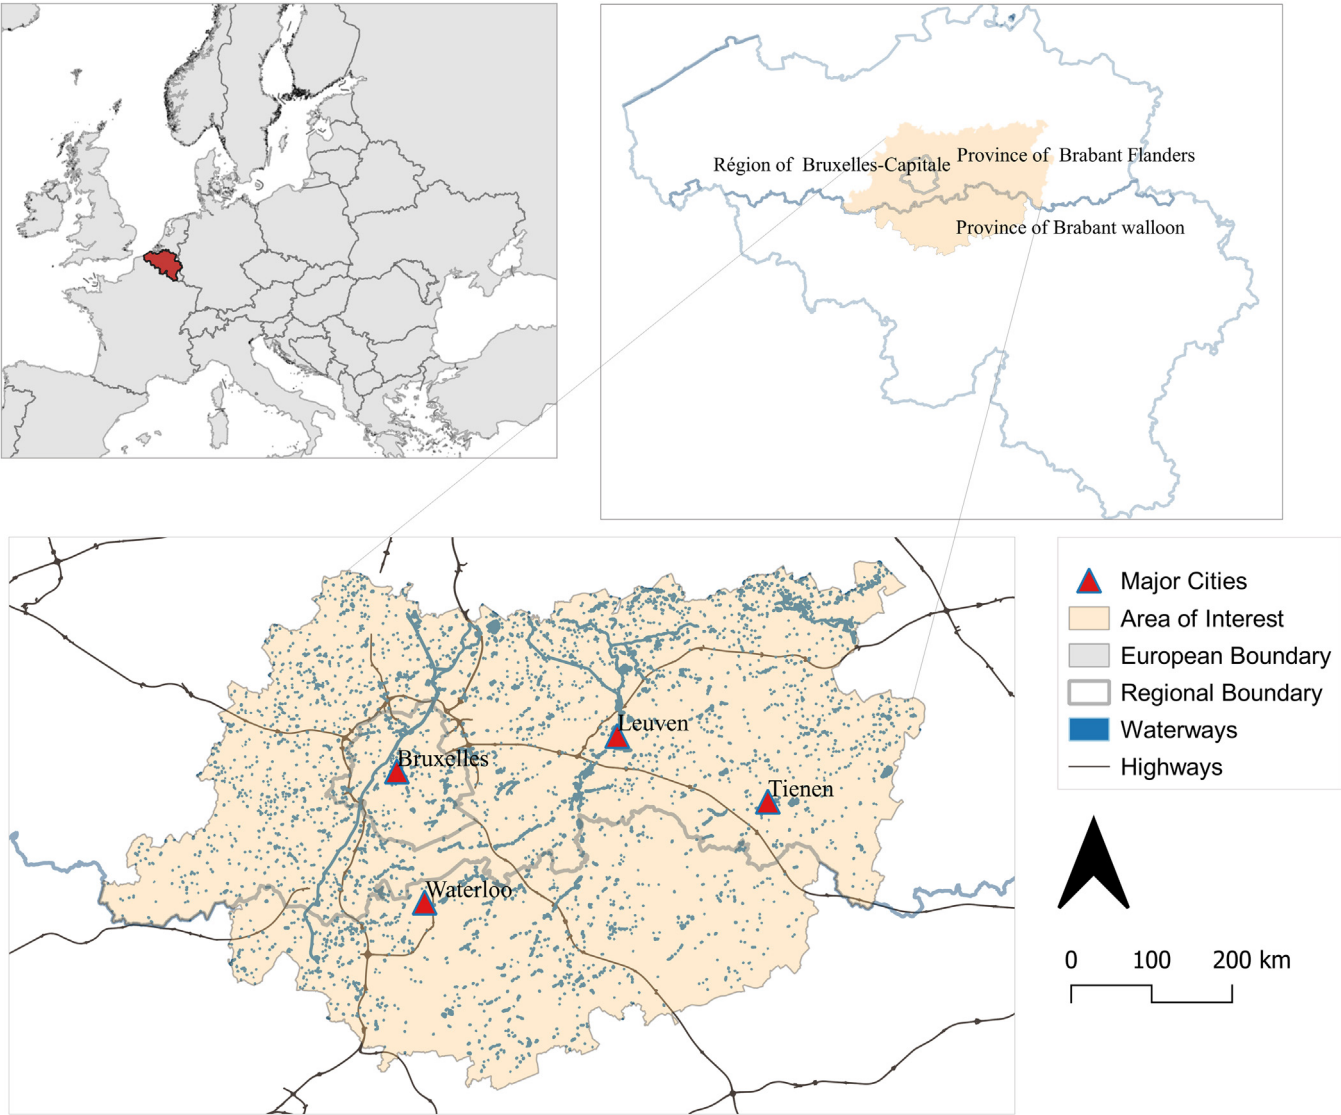 Région of Bruxelles-Capitale
Province of Brabant Flanders
Province of Brabant walloon
Leuven
Bruxelles
Tienen
Waterloo
Major Cities
Area of Interest
European Boundary
Regional Boundary
Waterways
Highways
0 100 200 km